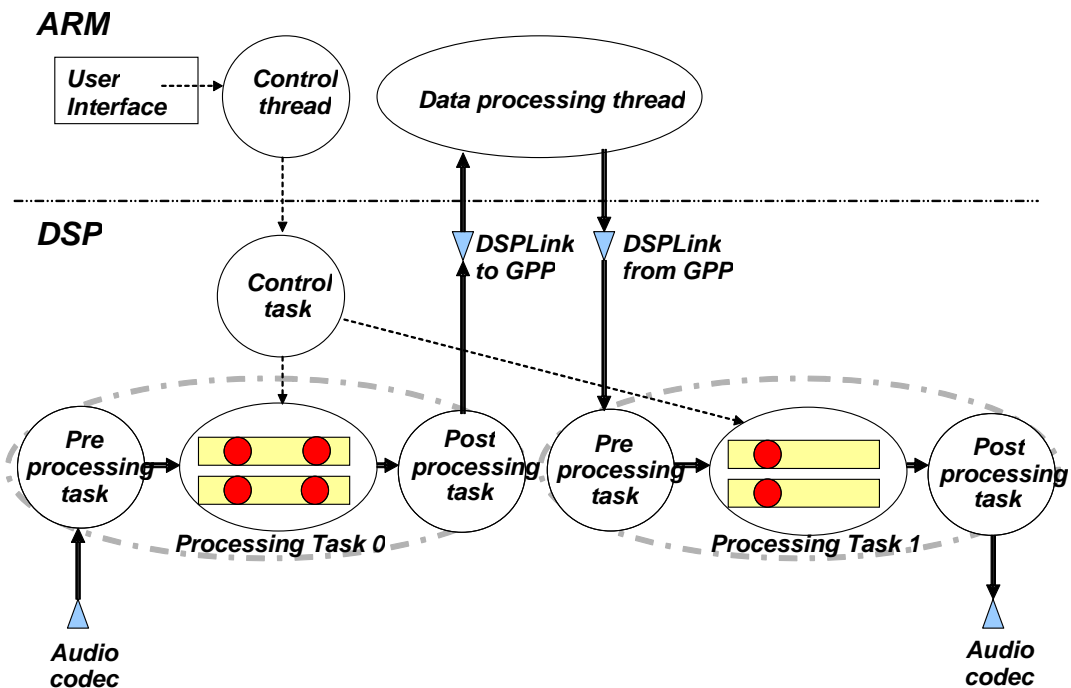 ARM
User
Interface
Control
thread
Data processing thread
DSP
DSPLink
to GPP
DSPLink
from GPP
Control
task
Pre
processing
task
Post
processing
task
Pre
processing
task
Post
processing
task
Processing Task 0
Processing Task 1
Audio
codec
Audio
codec